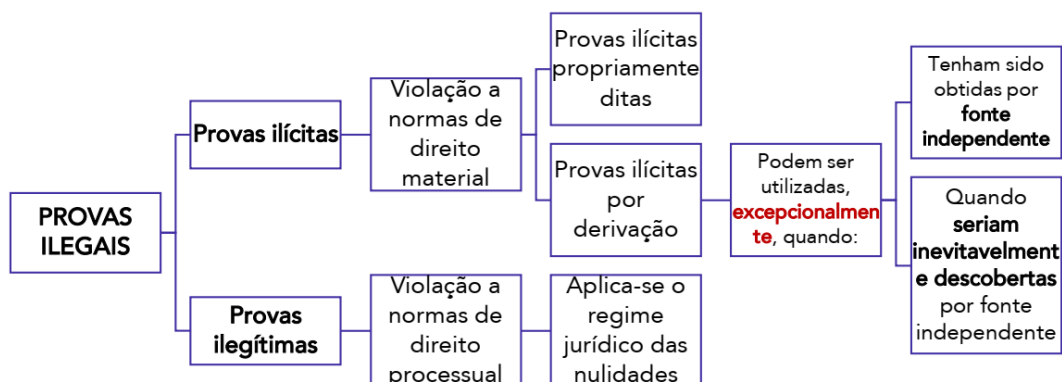 PROVAS
ILEGAIS
Provas ilícitas
Violação a
normas de
direito
material
Provas ilícitas
propriamente
ditas
Provas ilícitas
por
derivação
Podem ser
utilizadas,
excepcionalmen
te, quando:
Tenham sido
obtidas por
fonte
independente
Quando
seriam
inevitavelment
e descobertas
por fonte
independente
Provas
ilegítimas
Violação a
normas de
direito
processual
Aplica-se o
regime
jurídico das
nulidades